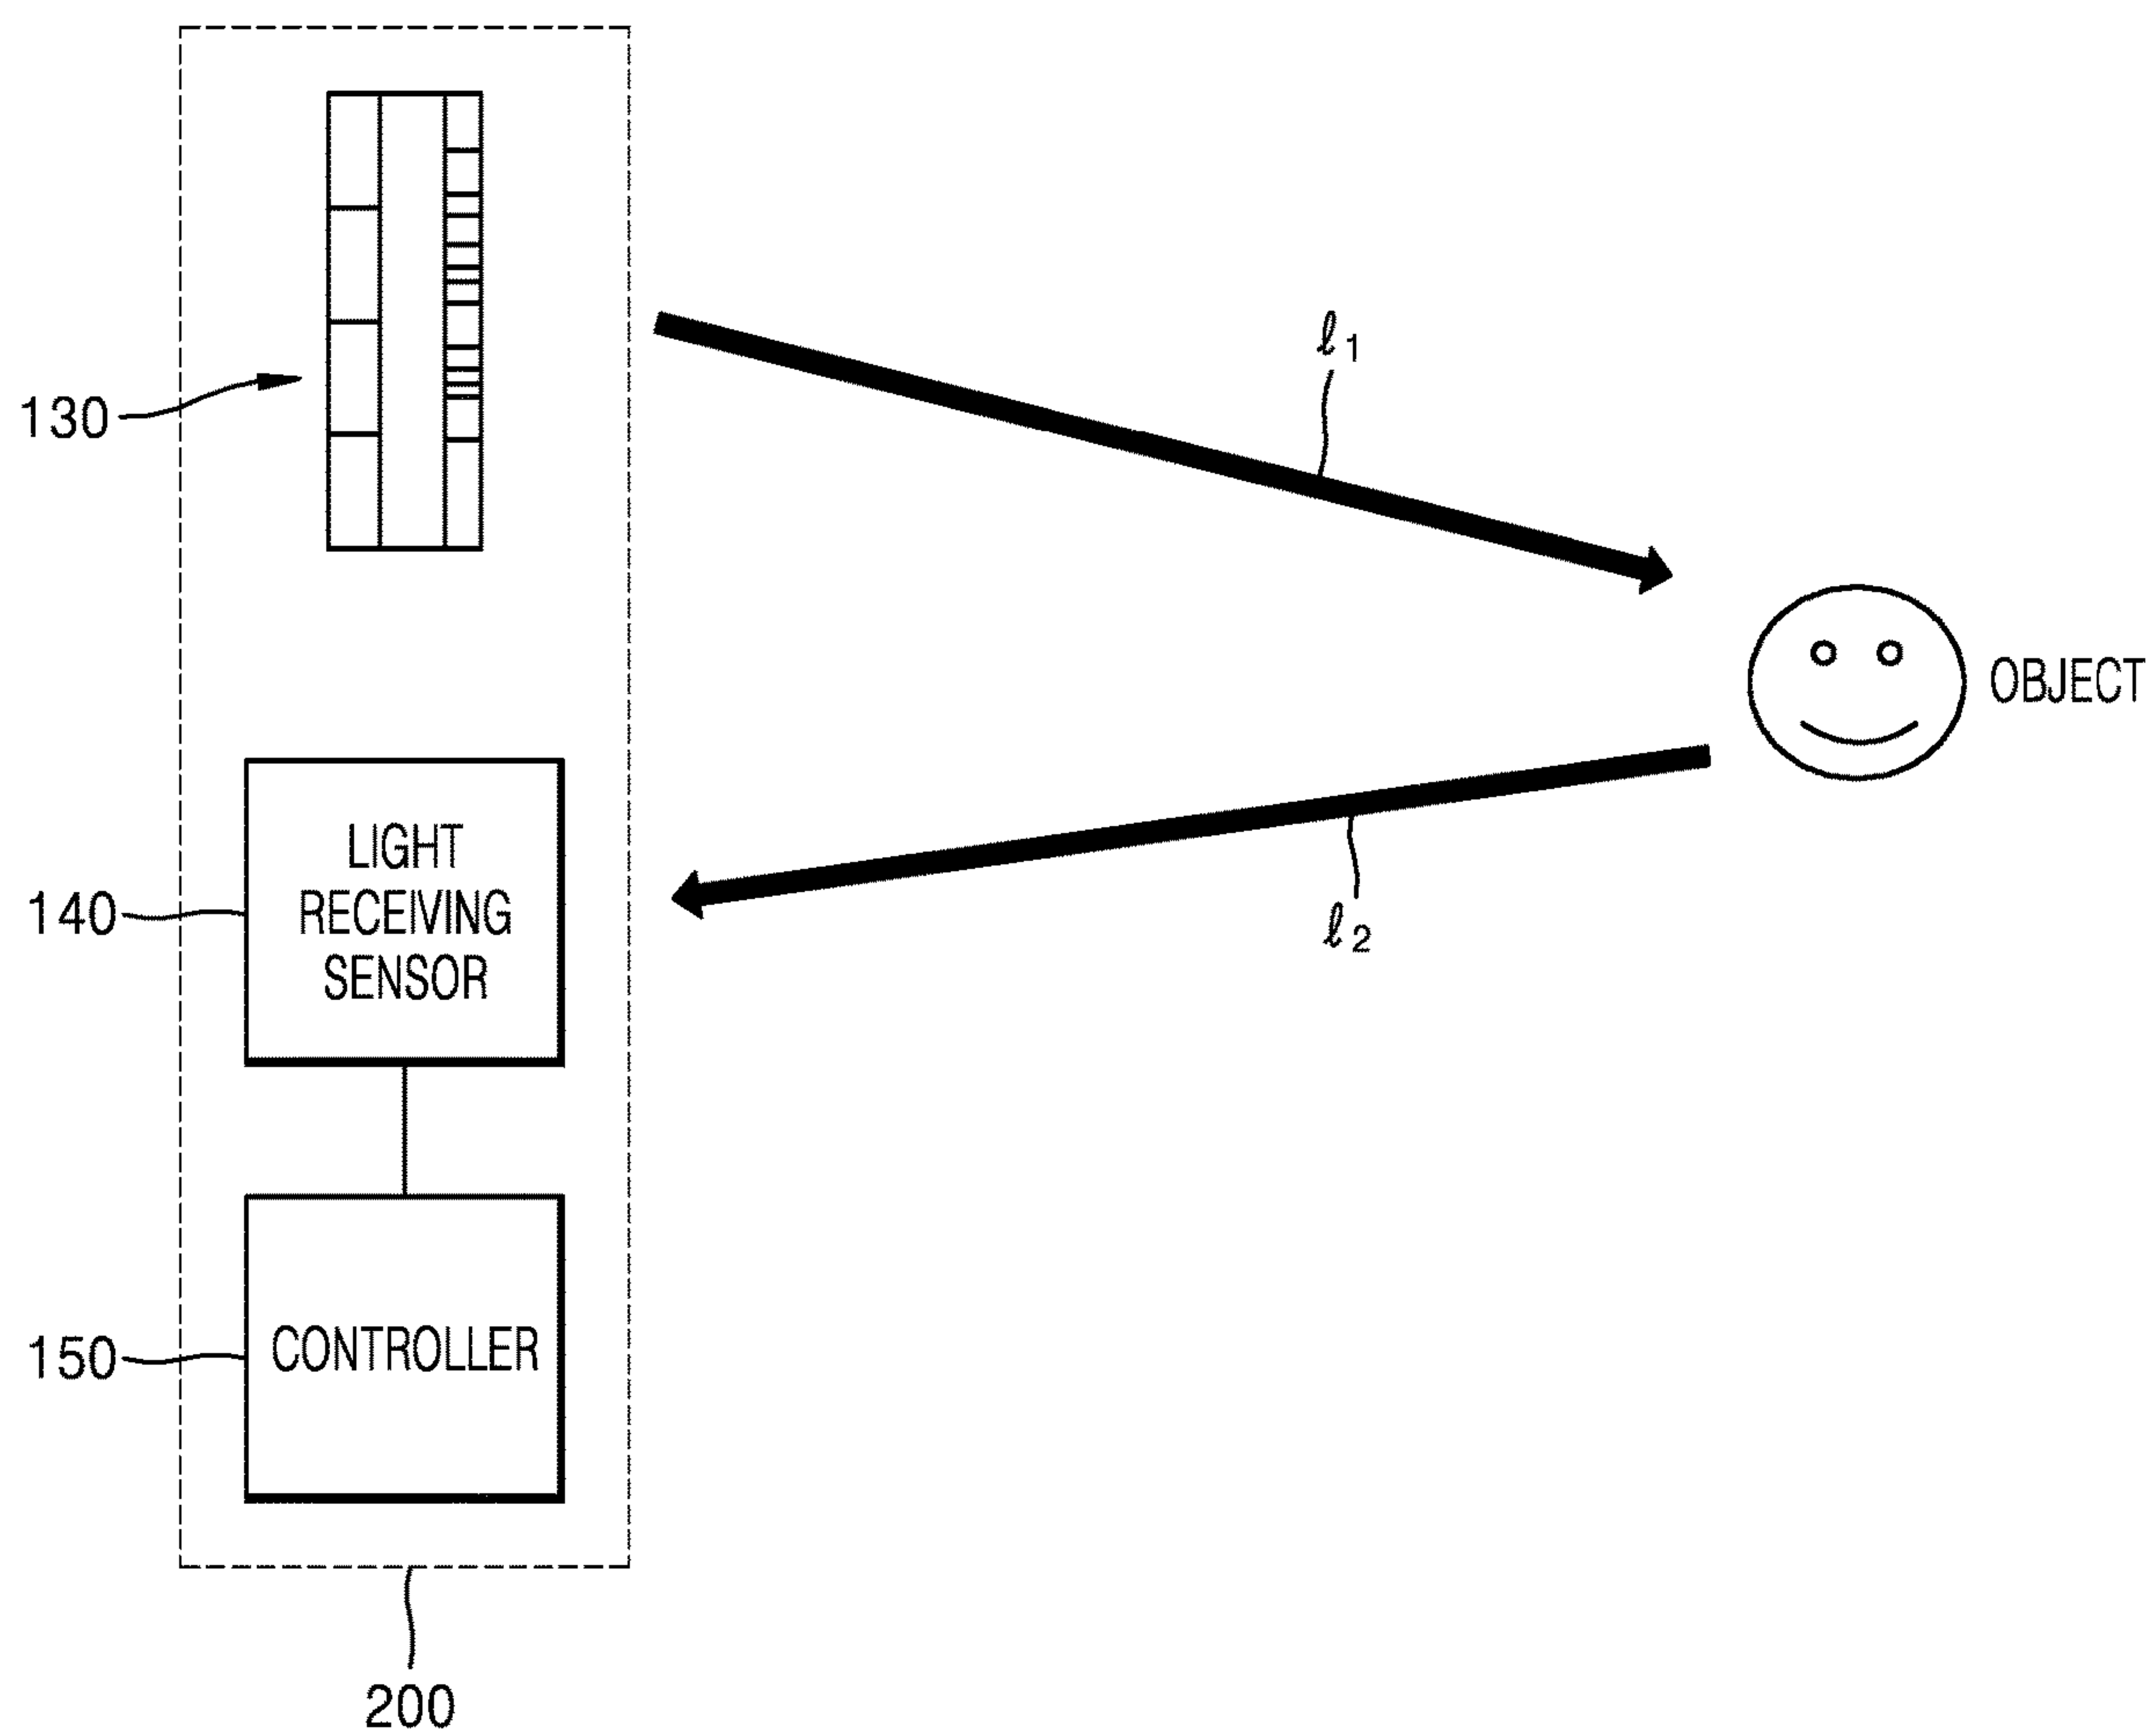 130
ℓ1
OBJECT
LIGHT
RECEIVING
SENSOR
140
ℓ2
CONTROLLER
150
200